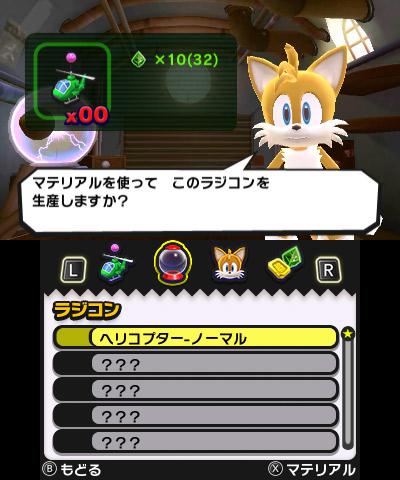 ×10(32)
×00
マテリアルを使って　このラジコンを
生産しますか？
L
R
ラジコン
ヘリコプター-ノーマル
？？？
？？？
？？？
？？？
Ⓑもどる
Ⓧマテリアル